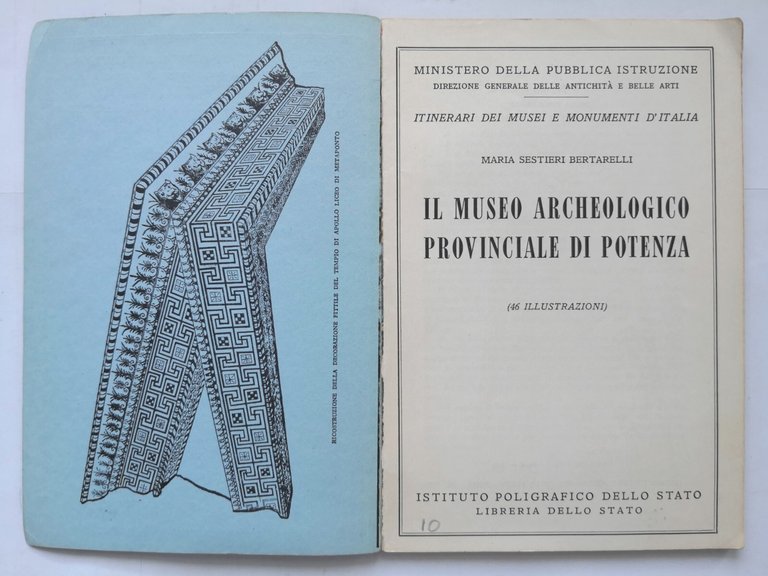 RICOSTRUZIONE DELLA DECORAZIONE FITTILE DEL TEMPIO DI APOLLO LICEO DI METAPONTO
MINISTERO DELLA PUBBLICA ISTRUZIONE
DIREZIONE GENERALE DELLE ANTICHITÀ E BELLE ARTI
ITINERARI DEI MUSEI E MONUMENTI D'ITALIA
MARIA SESTIERI BERTARELLI
IL MUSEO ARCHEOLOGICO
PROVINCIALE DI POTENZA
(46 ILLUSTRAZIONI)
ISTITUTO POLIGRAFICO DELLO STATO
LIBRERIA DELLO STATO
10